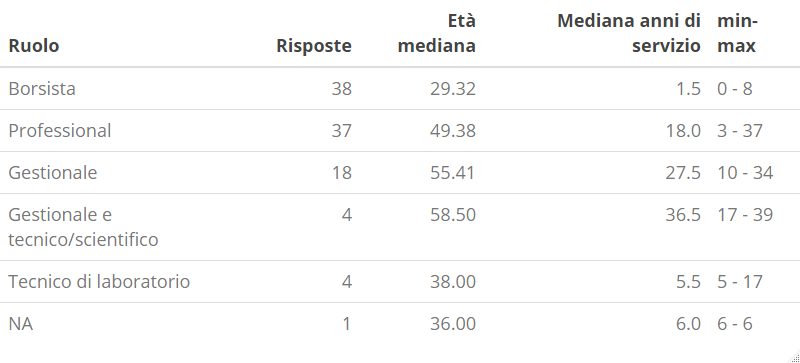 Ruolo Risposte Età mediana Mediana anni di servizio min-max
Borsista 38 29.32 1.5 0 - 8
Professional 37 49.38 18.0 3 - 37
Gestionale 18 55.41 27.5 10 - 34
Gestionale e tecnico/scientifico 4 58.50 36.5 17 - 39
Tecnico di laboratorio 4 38.00 5.5 5 - 17
NA 1 36.00 6.0 6 - 6